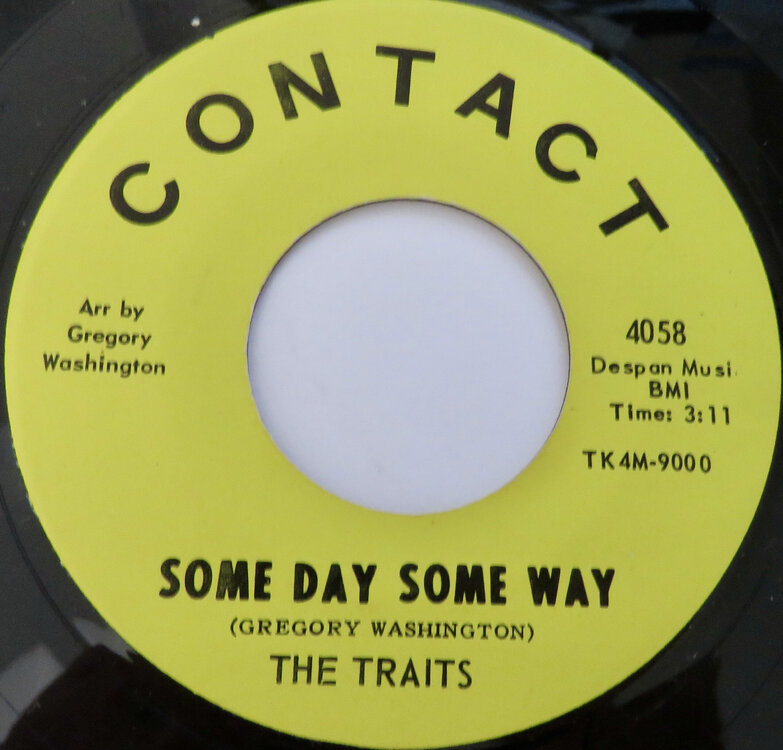 CONTACT
Arr by
Gregory
Washington
4058
Despan Musi
BMI
Time: 3:11
TK4M-9000
SOME DAY SOME WAY
(GREGORY WASHINGTON)
THE TRAITS